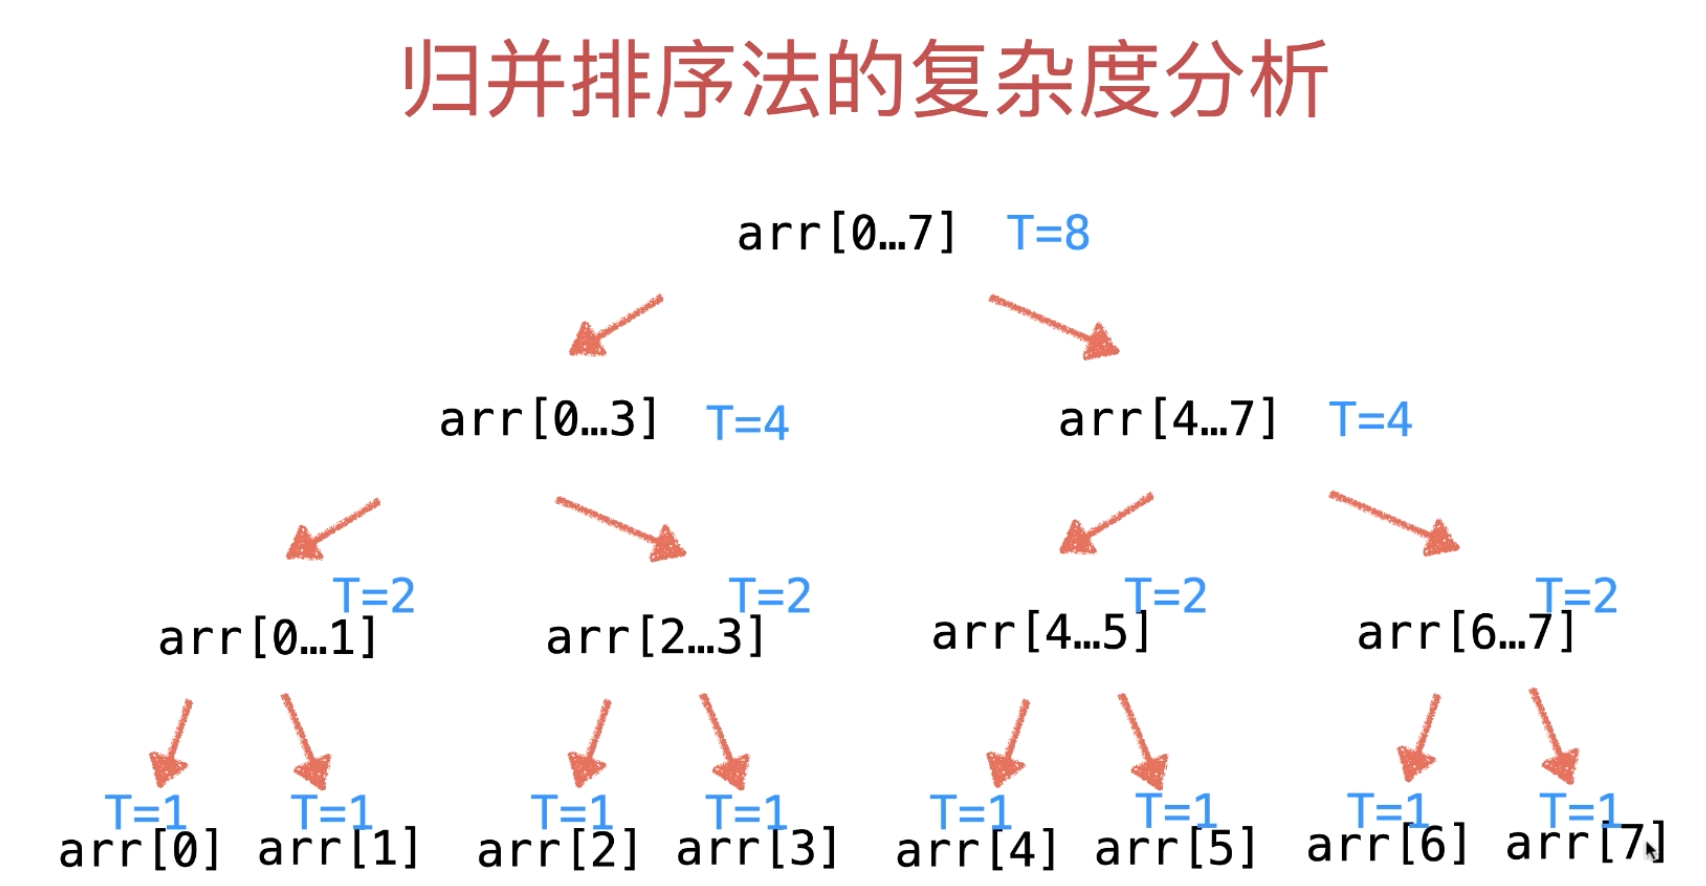 归并排序法的复杂度分析
arr[0…7] T=8
arr[0…3] T=4 arr[4…7] T=4
T=2 T=2 T=2 T=2
arr[0…1] arr[2…3] arr[4…5] arr[6…7]
T=1 T=1 T=1 T=1 T=1 T=1 T=1 T=1
arr[0] arr[1] arr[2] arr[3] arr[4] arr[5] arr[6] arr[7]